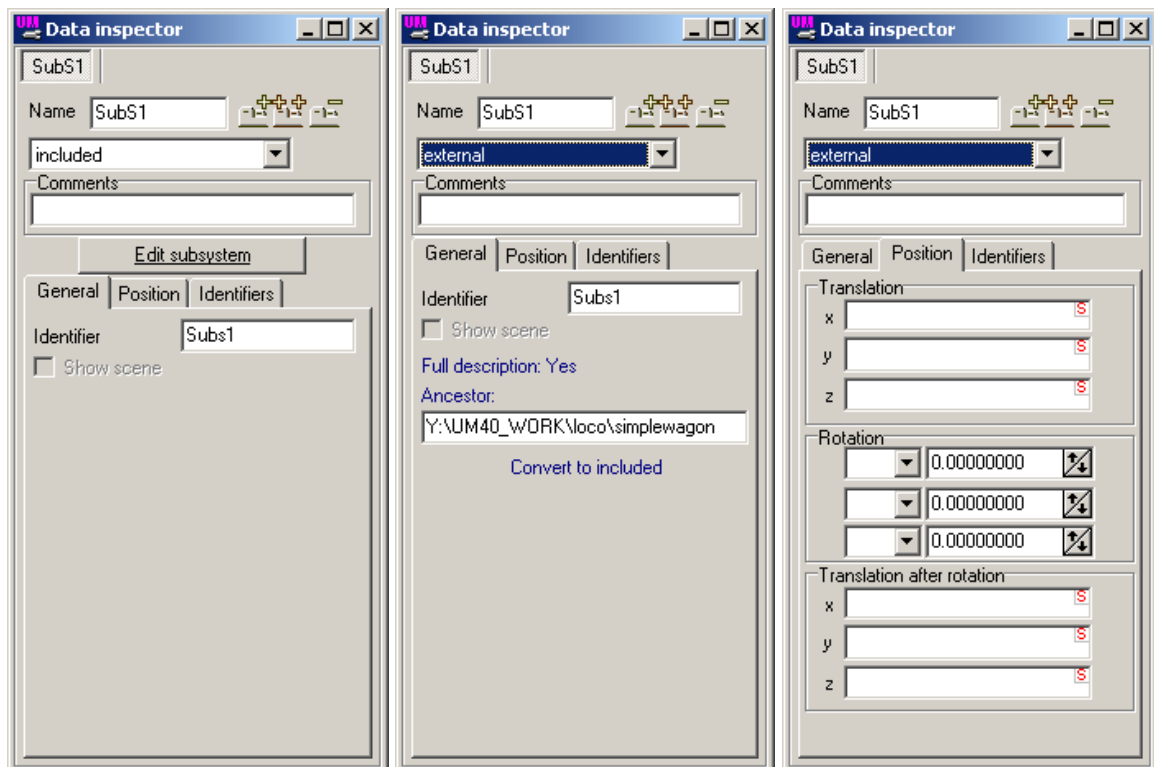 UM Data inspector
SubS1
Name SubS1
included
Comments
Edit subsystem
General Position Identifiers
Identifier Subs1
Show scene
UM Data inspector
SubS1
Name SubS1
external
Comments
General Position Identifiers
Identifier Subs1
Show scene
Full description: Yes
Ancestor:
Y:\UM40_WORK\loco\simplewagon
Convert to included
UM Data inspector
SubS1
Name SubS1
external
Comments
General Position Identifiers
Translation
x S
y S
z S
Rotation
0.00000000
0.00000000
0.00000000
Translation after rotation
x S
y S
z S